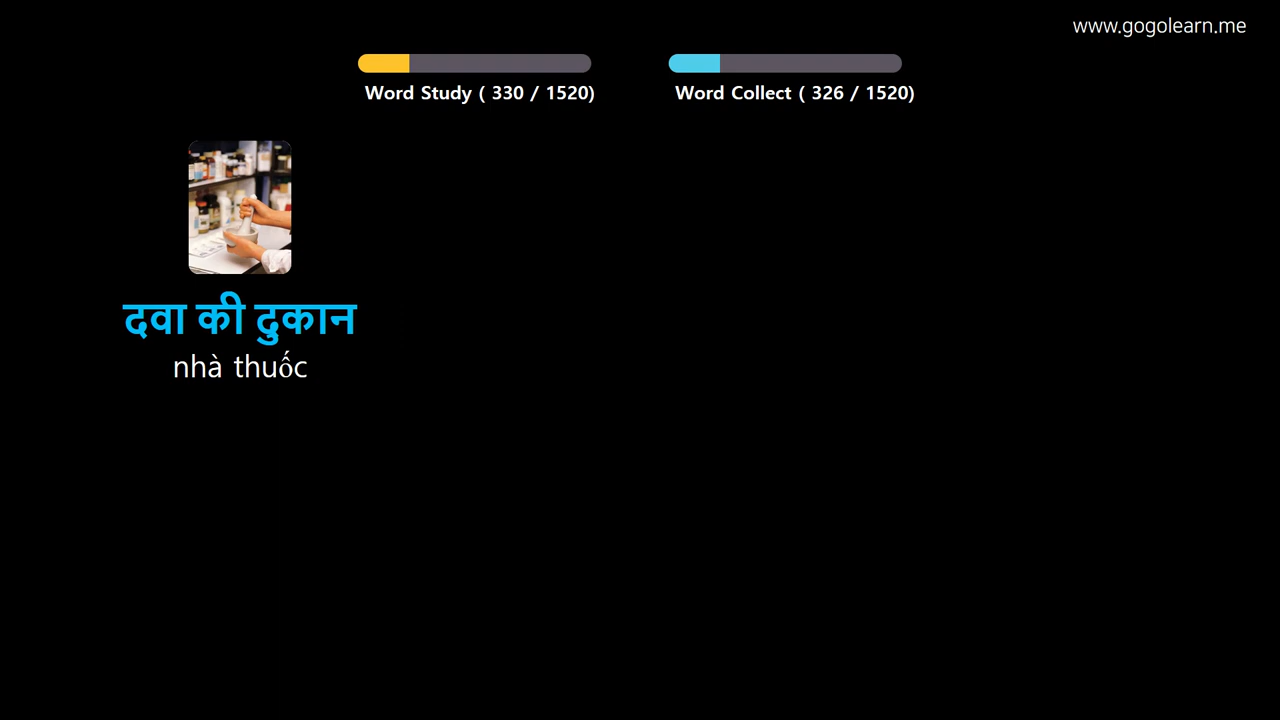 www.gogolearn.me
Word Study ( 330 / 1520)
Word Collect ( 326 / 1520)
दवा की दुकान
nhà thuốc